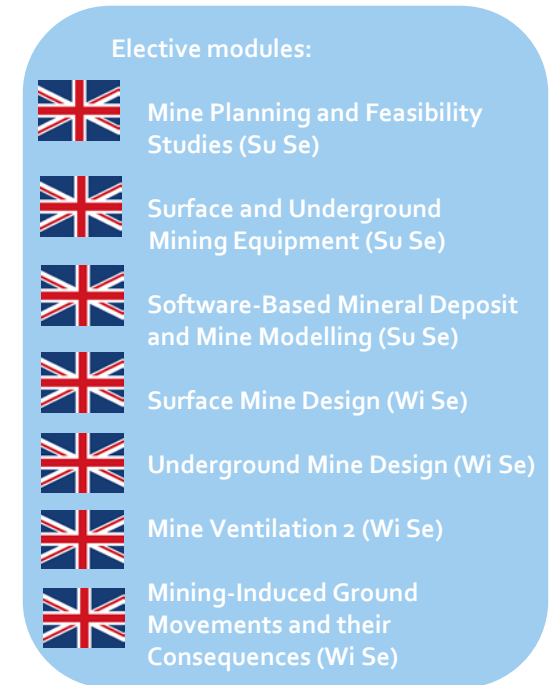 Elective modules:
Mine Planning and Feasibility
Studies (Su Se)
Surface and Underground
Mining Equipment (Su Se)
Software-Based Mineral Deposit
and Mine Modelling (Su Se)
Surface Mine Design (Wi Se)
Underground Mine Design (Wi Se)
Mine Ventilation 2 (Wi Se)
Mining-Induced Ground
Movements and their
Consequences (Wi Se)